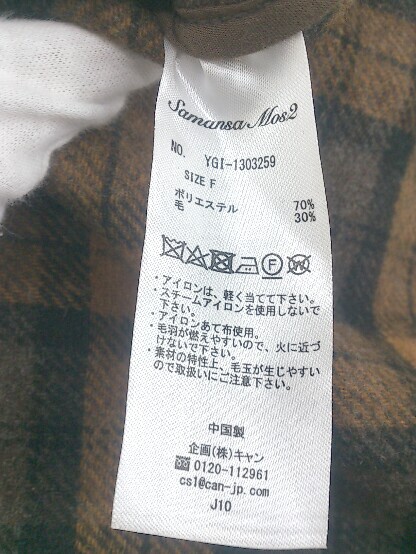 Samansa Mos2
NO. YGI-1303259
SIZE F
ポリエステル 70%
毛 30%
・アイロンは、軽く当てて下さい。
・スチームアイロンを使用しないで
下さい。
・アイロンあて布使用。
・毛羽が燃えやすいので、火に近づ
けないで下さい。
・素材の特性上、毛玉が生じやすい
ので取扱いにご注意下さい。
中国製
企画(株)キャン
0120-112961
cs1@can-jp.com
J10